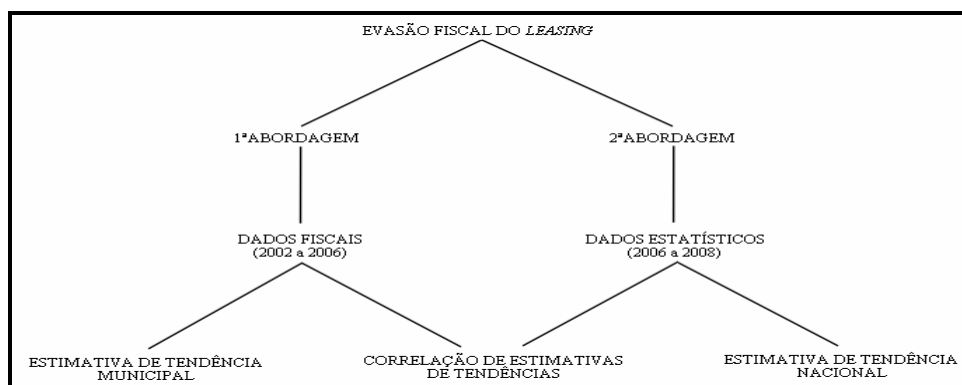 EVASÃO FISCAL DO LEASING
1ªABORDAGEM
2ªABORDAGEM
DADOS FISCAIS
(2002 a 2006)
DADOS ESTATÍSTICOS
(2006 a 2008)
ESTIMATIVA DE TENDÊNCIA
MUNICIPAL
CORRELAÇÃO DE ESTIMATIVAS
DE TENDÊNCIAS
ESTIMATIVA DE TENDÊNCIA
NACIONAL